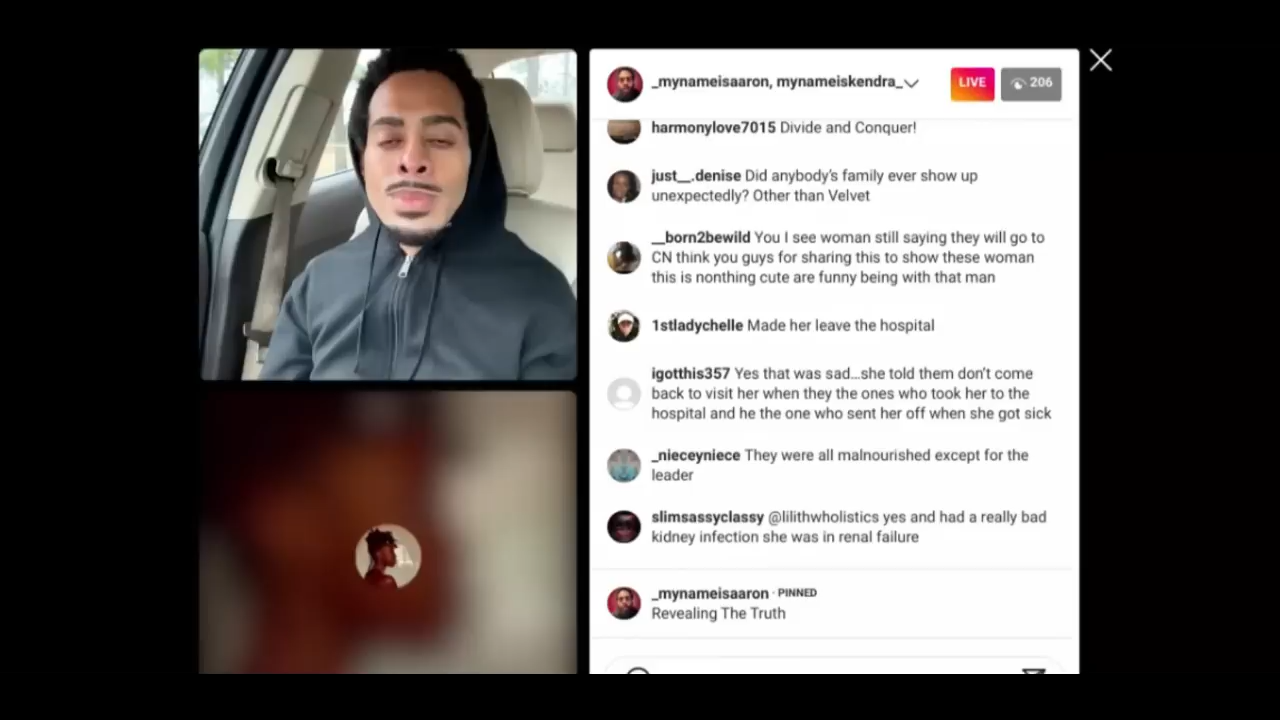 _mynameisaaron, mynameiskendra_
LIVE
206
harmonylove7015 Divide and Conquer!
just__.denise Did anybody's family ever show up
unexpectedly? Other than Velvet
__born2bewild You I see woman still saying they will go to
CN think you guys for sharing this to show these woman
this is nonthing cute are funny being with that man
1stladychelle Made her leave the hospital
igotthis357 Yes that was sad...she told them don't come
back to visit her when they the ones who took her to the
hospital and he the one who sent her off when she got sick
_nieceyniece They were all malnourished except for the
leader
slimsassyclassy @lilithwholistics yes and had a really bad
kidney infection she was in renal failure
_mynameisaaron · PINNED
Revealing The Truth